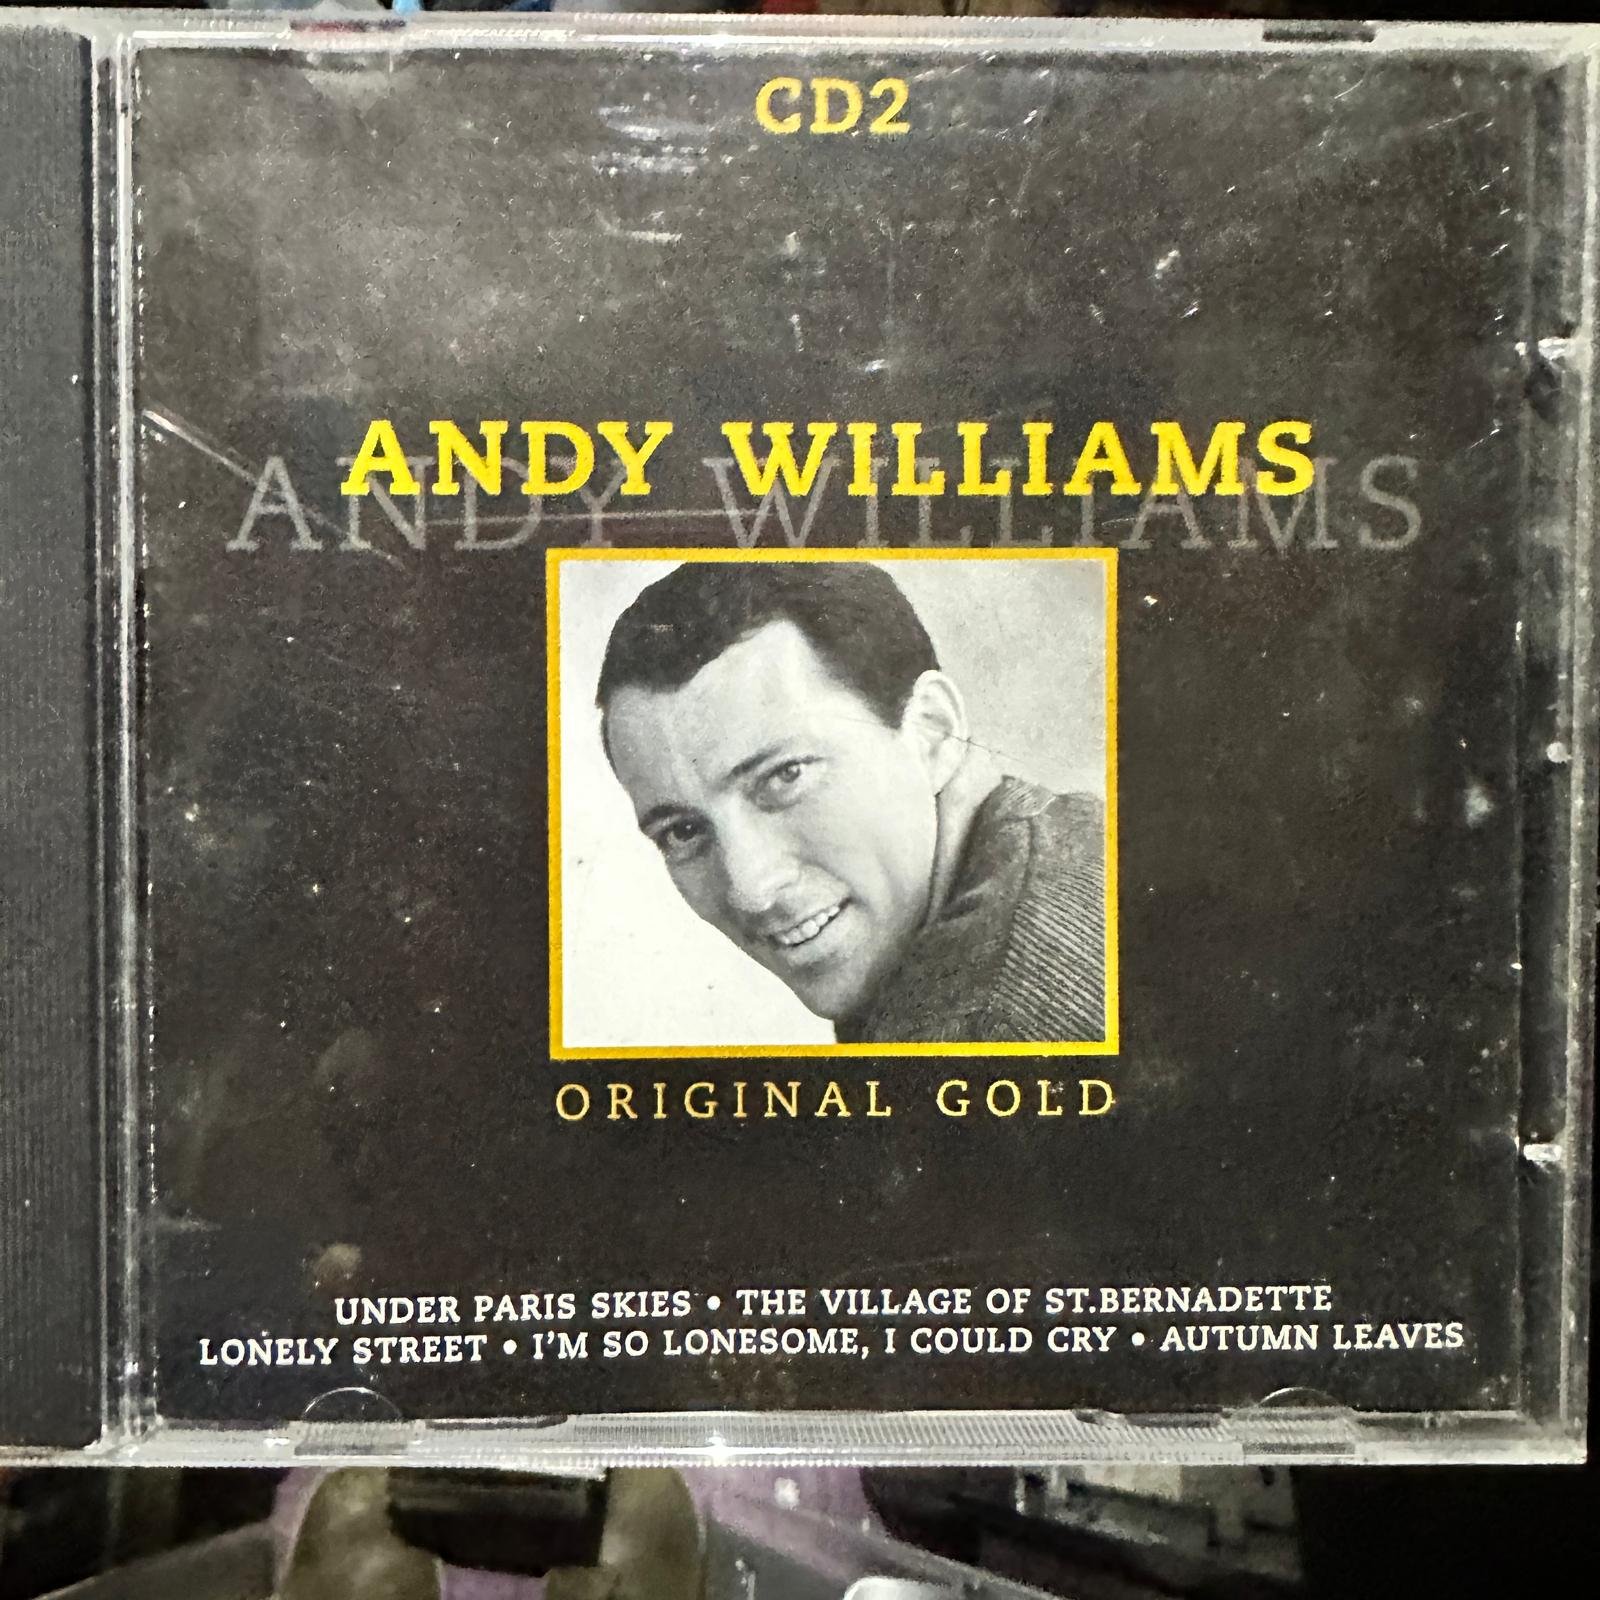 CD2
ANDY WILLIAMS
ANDY WILLIAMS
ORIGINAL GOLD
UNDER PARIS SKIES • THE VILLAGE OF ST.BERNADETTE
LONELY STREET • I'M SO LONESOME, I COULD CRY • AUTUMN LEAVES